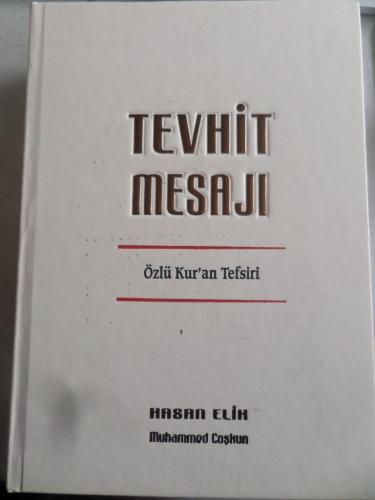 TEVHİT
MESAJI
Özlü Kur'an Tefsiri
HASAN ELİK
Muhammed Coşkun